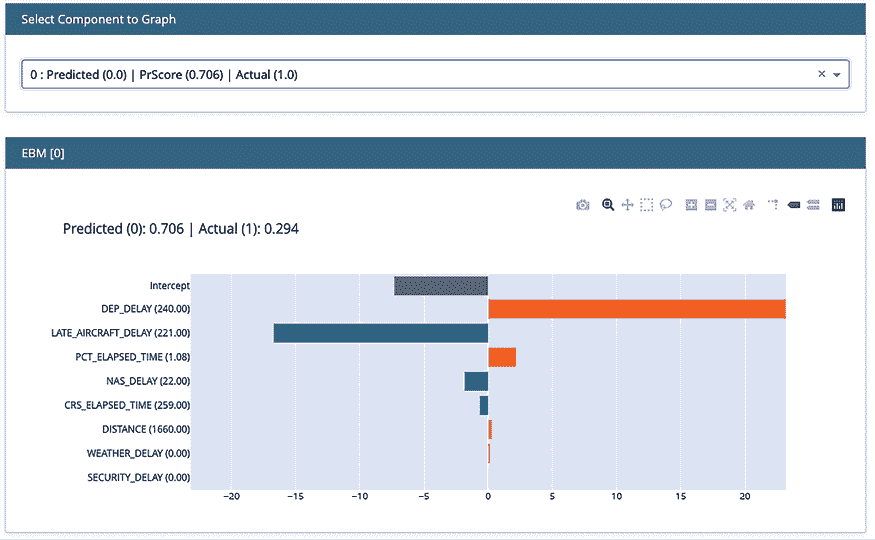 Select Component to Graph
0 : Predicted (0.0) | PrScore (0.706) | Actual (1.0)
EBM [0]
Predicted (0): 0.706 | Actual (1): 0.294
Intercept
DEP_DELAY (240.00)
LATE_AIRCRAFT_DELAY (221.00)
PCT_ELAPSED_TIME (1.08)
NAS_DELAY (22.00)
CRS_ELAPSED_TIME (259.00)
DISTANCE (1660.00)
WEATHER_DELAY (0.00)
SECURITY_DELAY (0.00)
−20 −15 −10 −5 0 5 10 15 20